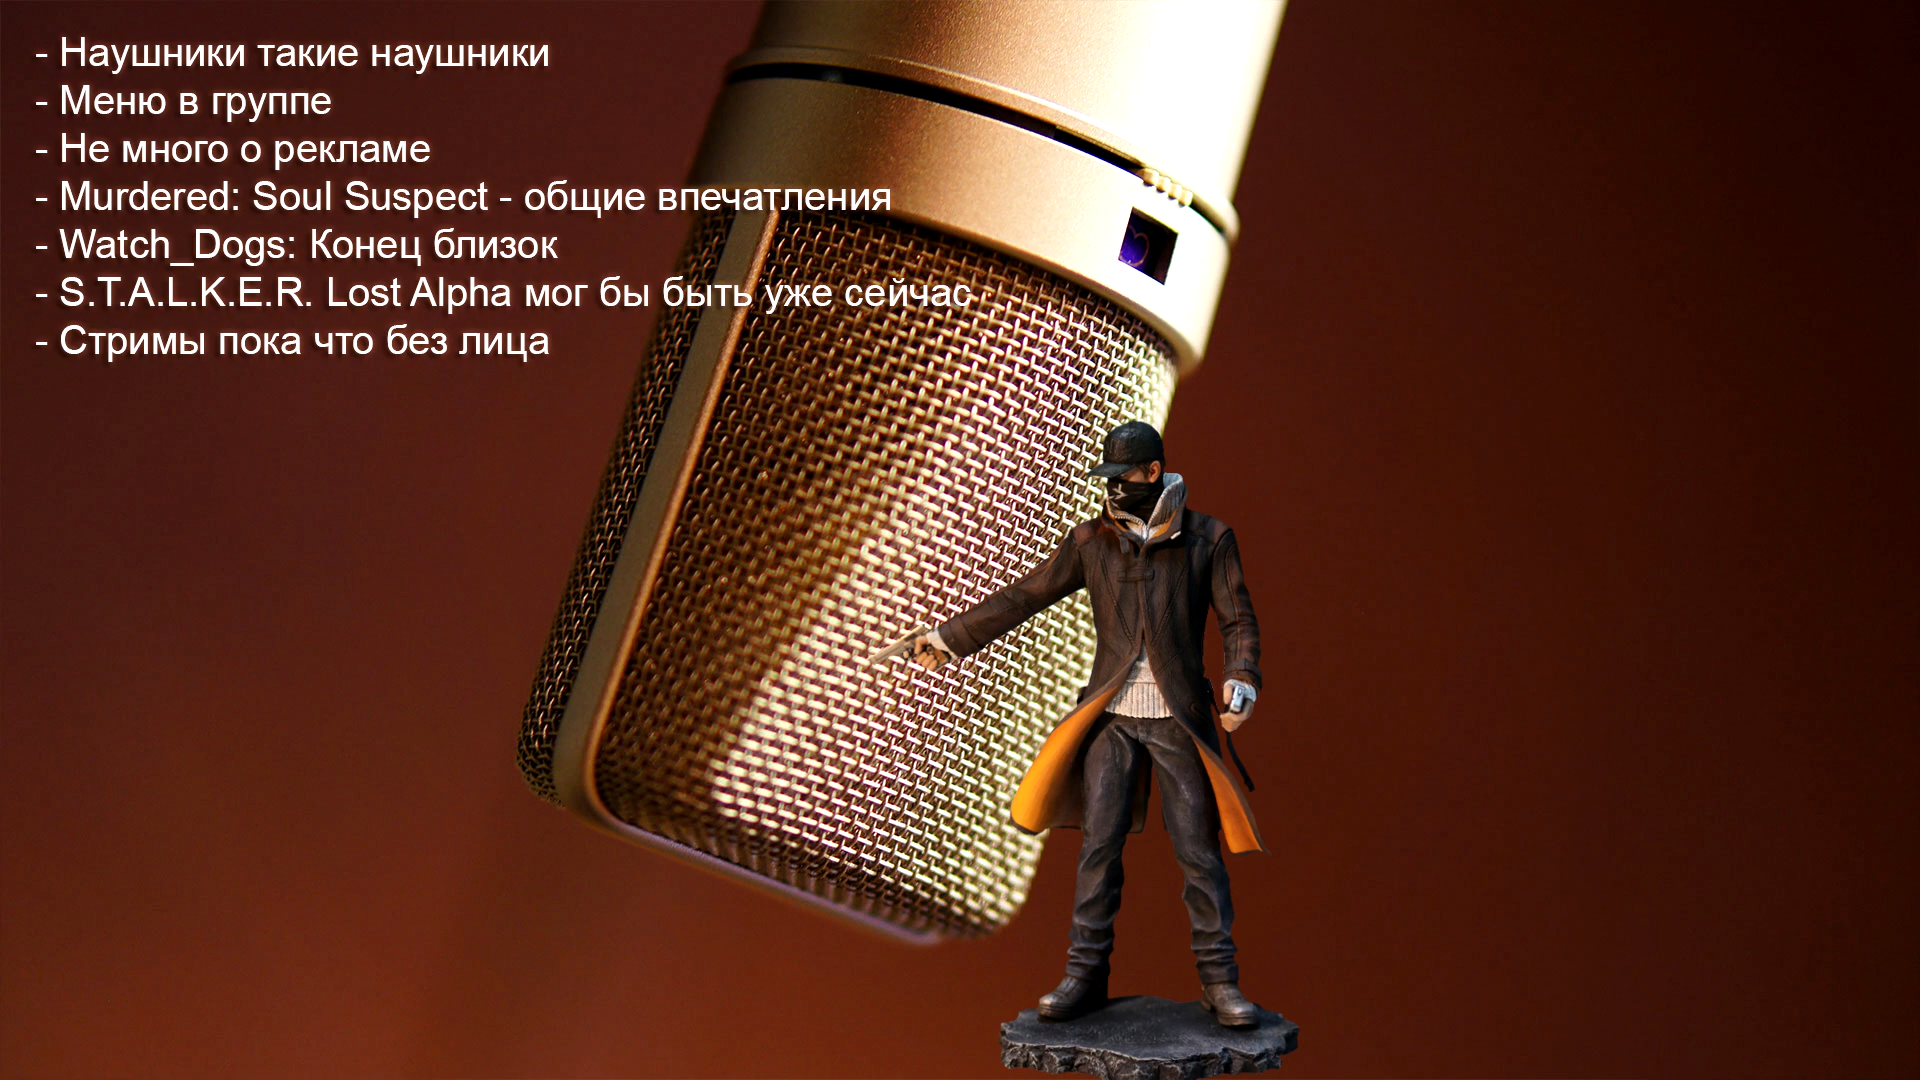 - Наушники такие наушники
- Меню в группе
- Не много о рекламе
- Murdered: Soul Suspect - общие впечатления
- Watch_Dogs: Конец близок
- S.T.A.L.K.E.R. Lost Alpha мог бы быть уже сейчас
- Стримы пока что без лица